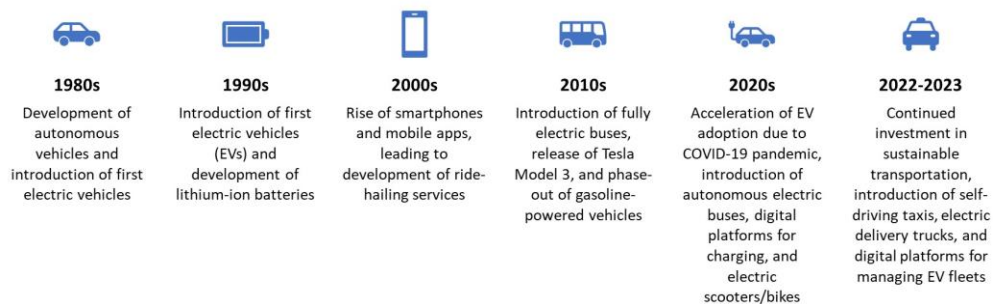 1980s
Development of
autonomous
vehicles and
introduction of first
electric vehicles
1990s
Introduction of first
electric vehicles
(EVs) and
development of
lithium-ion batteries
2000s
Rise of smartphones
and mobile apps,
leading to
development of ride-
hailing services
2010s
Introduction of fully
electric buses,
release of Tesla
Model 3, and phase-
out of gasoline-
powered vehicles
2020s
Acceleration of EV
adoption due to
COVID-19 pandemic,
introduction of
autonomous electric
buses, digital
platforms for
charging, and
electric
scooters/bikes
2022-2023
Continued
investment in
sustainable
transportation,
introduction of self-
driving taxis, electric
delivery trucks, and
digital platforms for
managing EV fleets